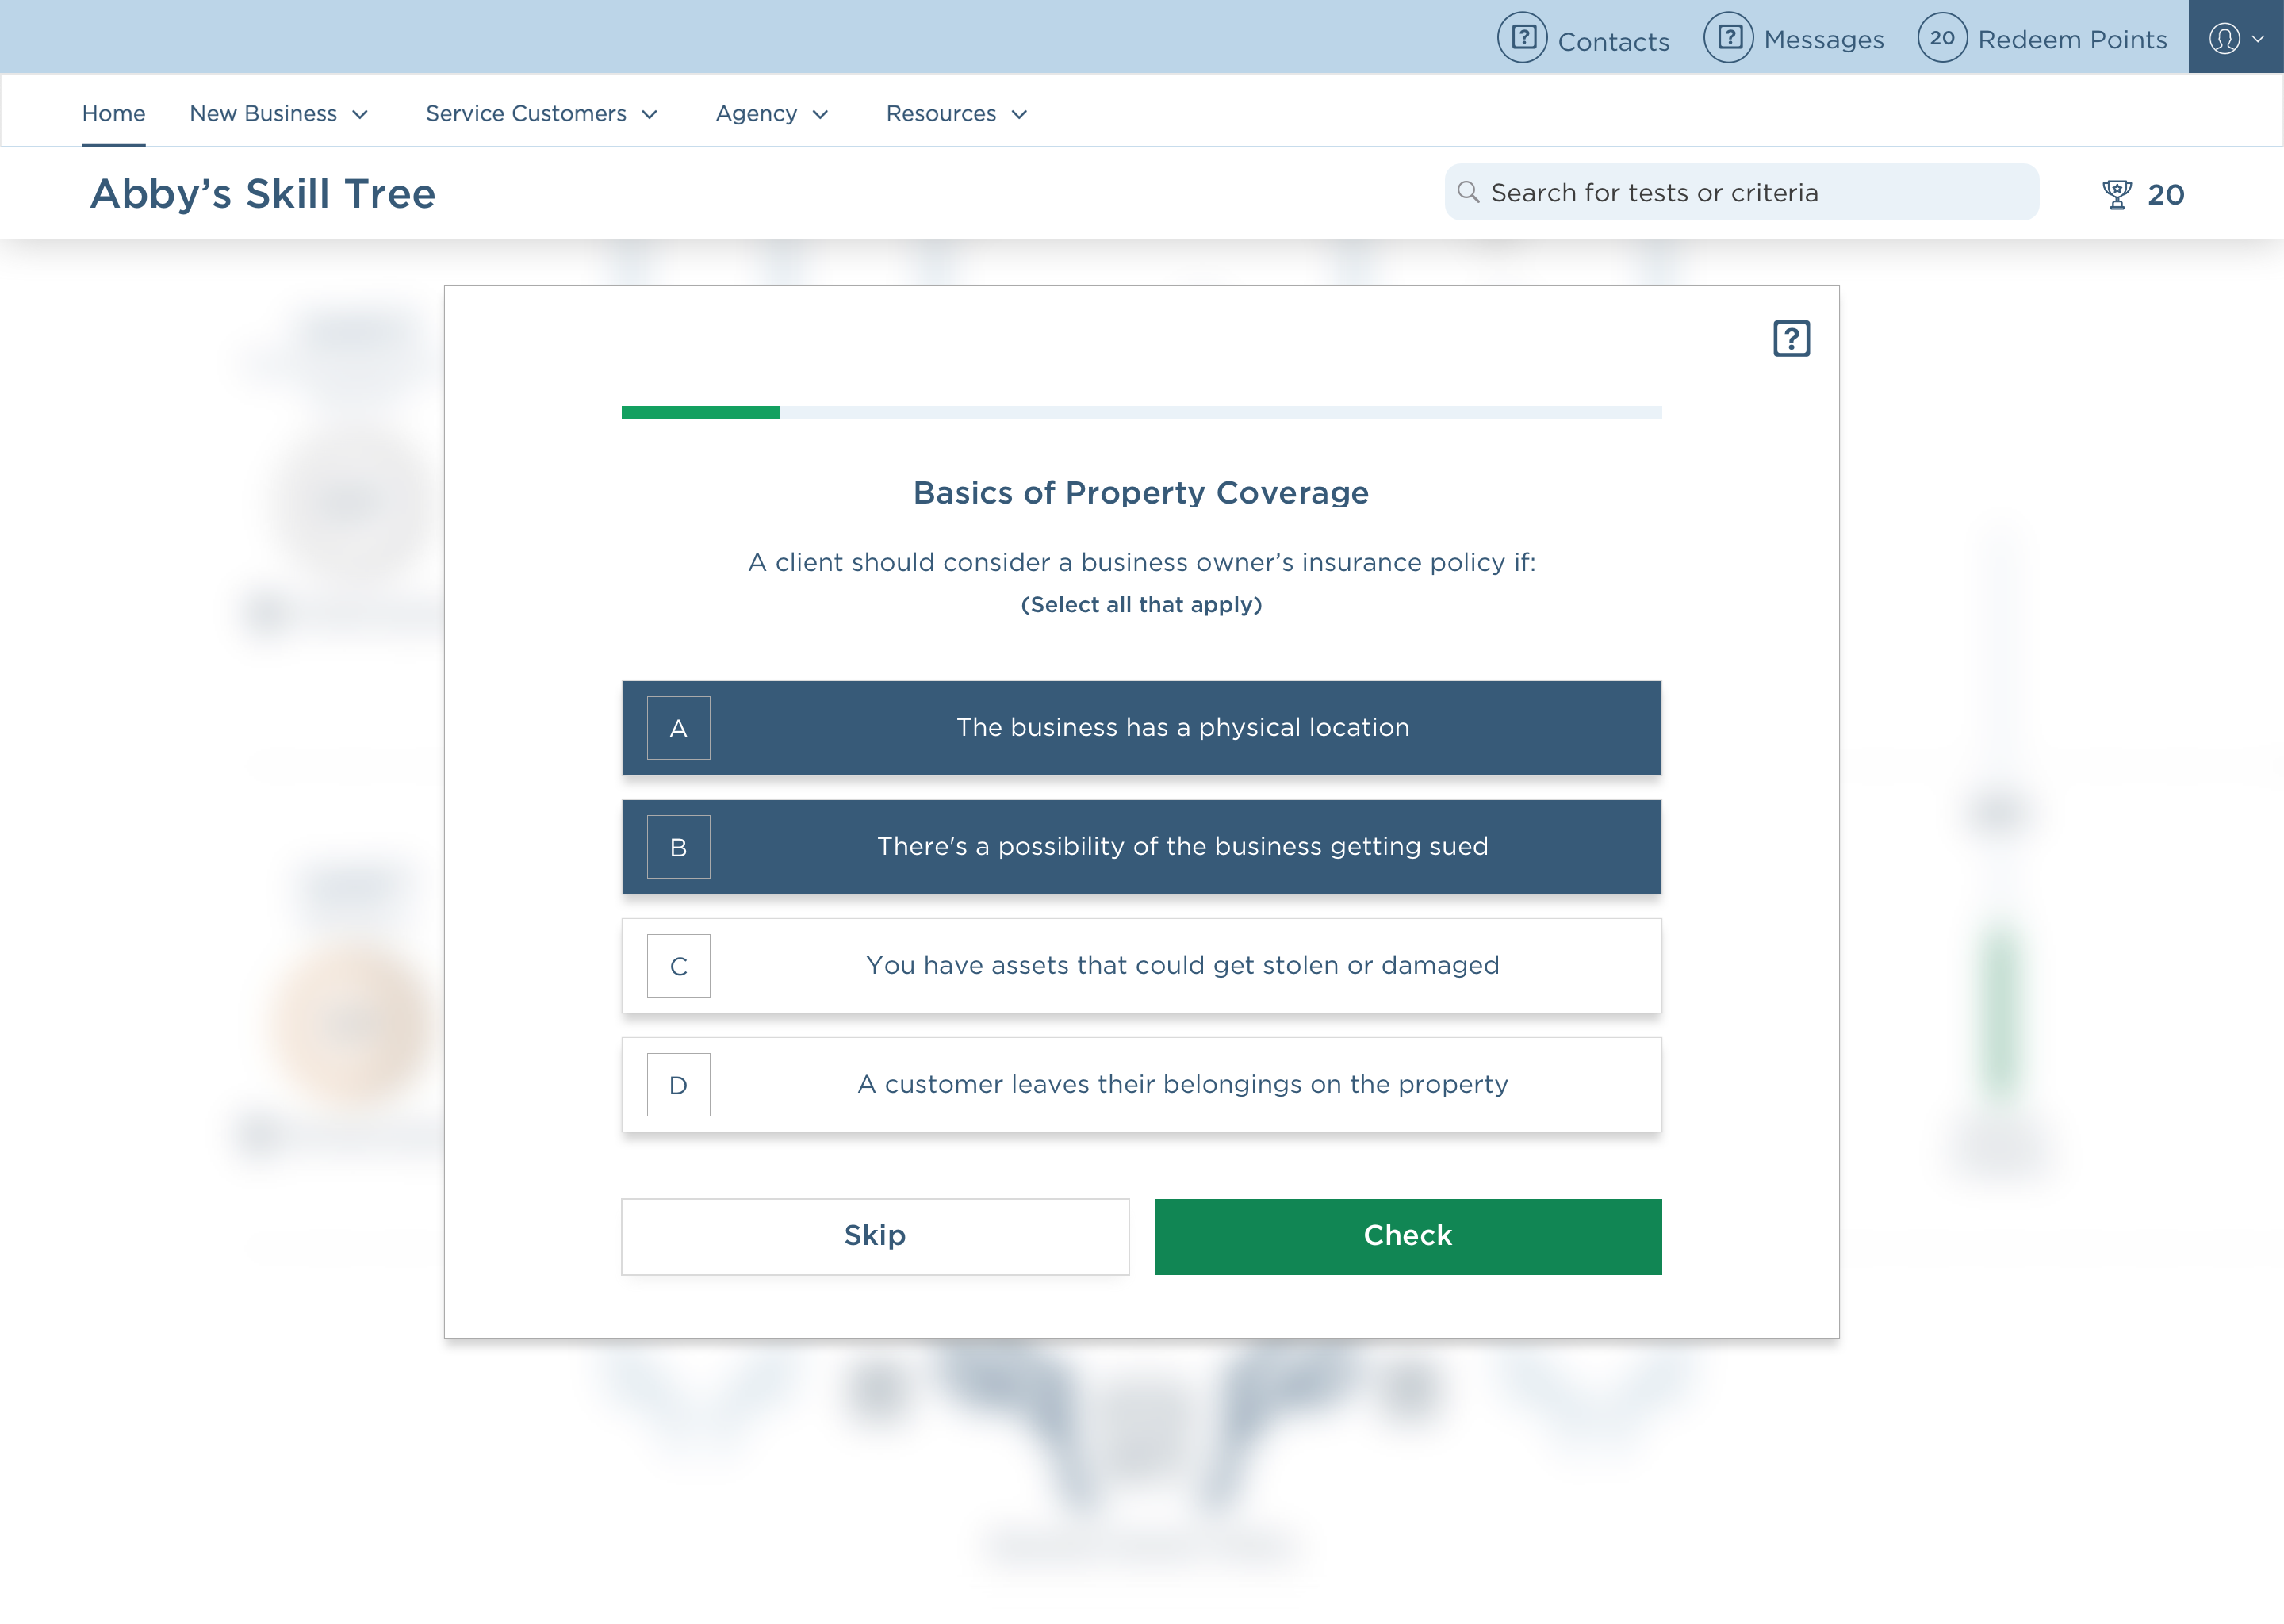 ? Contacts ? Messages 20 Redeem Points
Home New Business Service Customers Agency Resources
Abby’s Skill Tree Search for tests or criteria 20
?
Basics of Property Coverage
A client should consider a business owner’s insurance policy if:
(Select all that apply)
A The business has a physical location
B There's a possibility of the business getting sued
C You have assets that could get stolen or damaged
D A customer leaves their belongings on the property
Skip Check